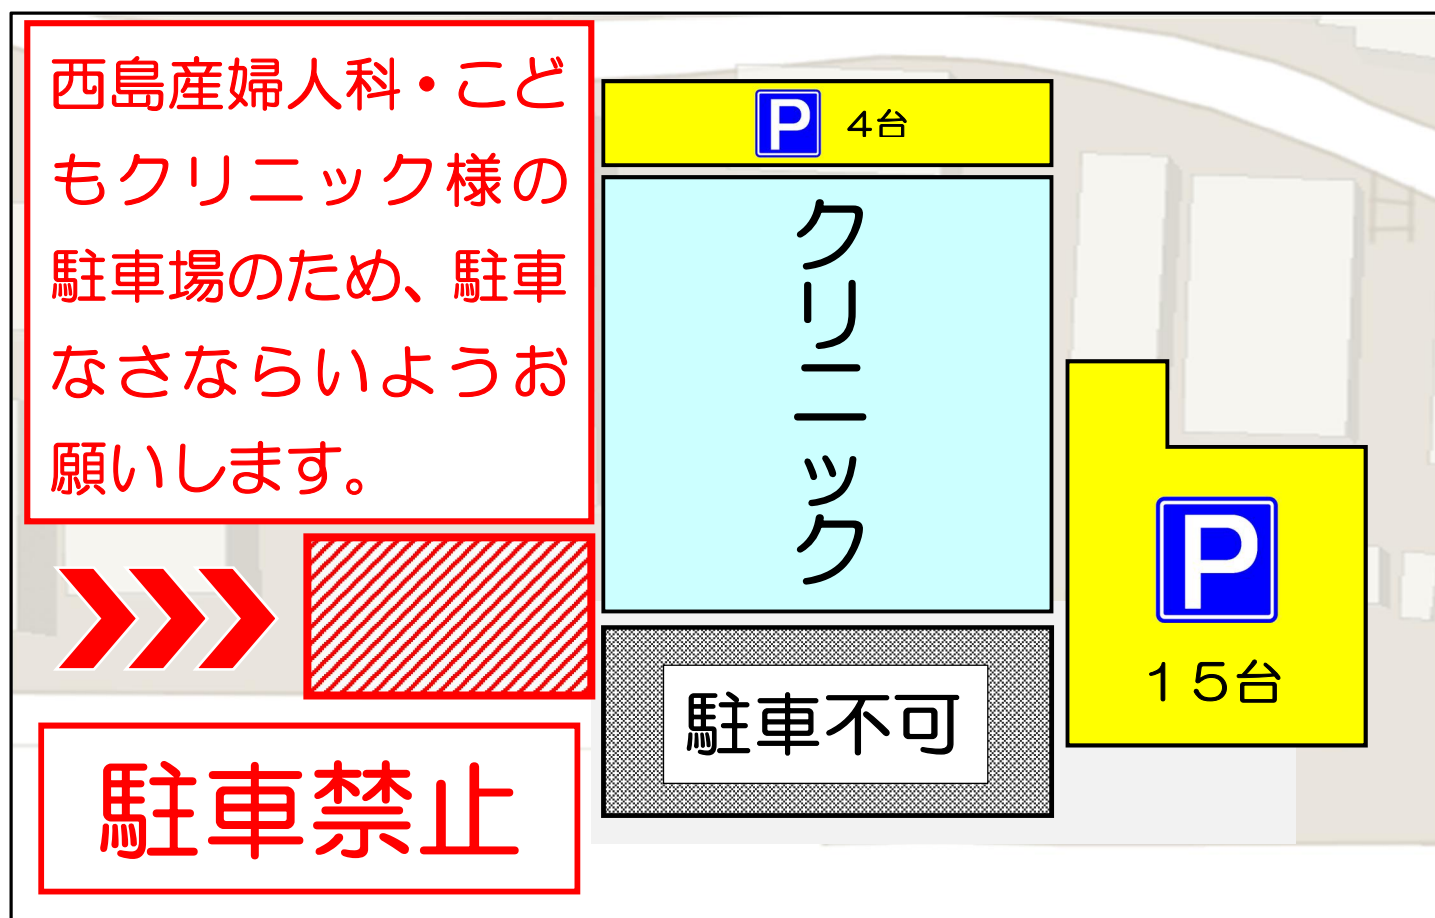 西島産婦人科・こど
もクリニック様の
駐車場のため、駐車
なさならいようお
願いします。
P 4台
クリニック
P
15台
駐車不可
駐車禁止